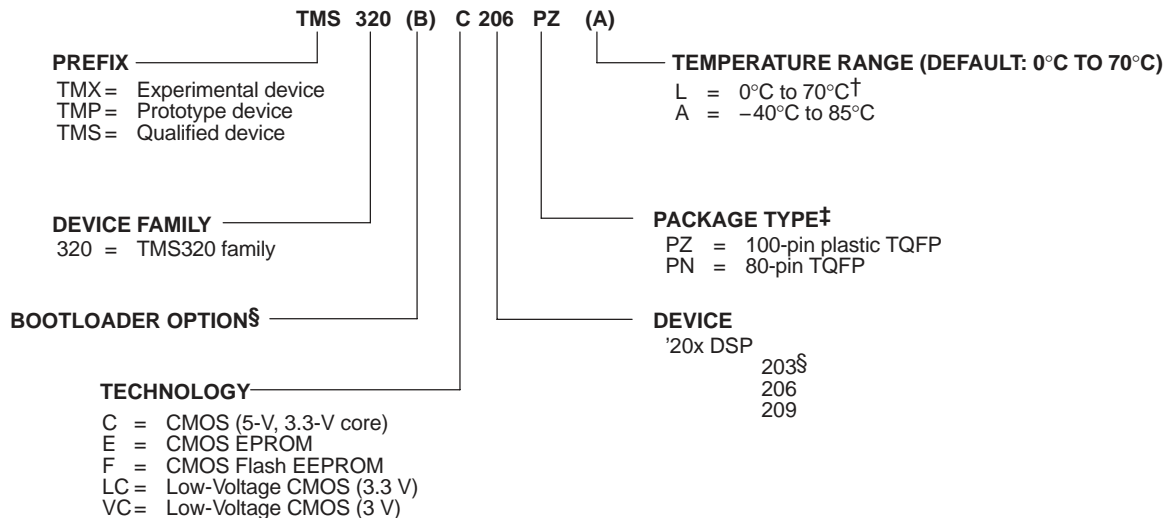 TMS 320 (B) C 206 PZ (A)
PREFIX
TMX = Experimental device
TMP = Prototype device
TMS = Qualified device
TEMPERATURE RANGE (DEFAULT: 0°C TO 70°C)
L = 0°C to 70°C†
A = –40°C to 85°C
DEVICE FAMILY
320 = TMS320 family
PACKAGE TYPE‡
PZ = 100-pin plastic TQFP
PN = 80-pin TQFP
BOOTLOADER OPTION§
DEVICE
’20x DSP
203§
206
209
TECHNOLOGY
C = CMOS (5-V, 3.3-V core)
E = CMOS EPROM
F = CMOS Flash EEPROM
LC = Low-Voltage CMOS (3.3 V)
VC = Low-Voltage CMOS (3 V)